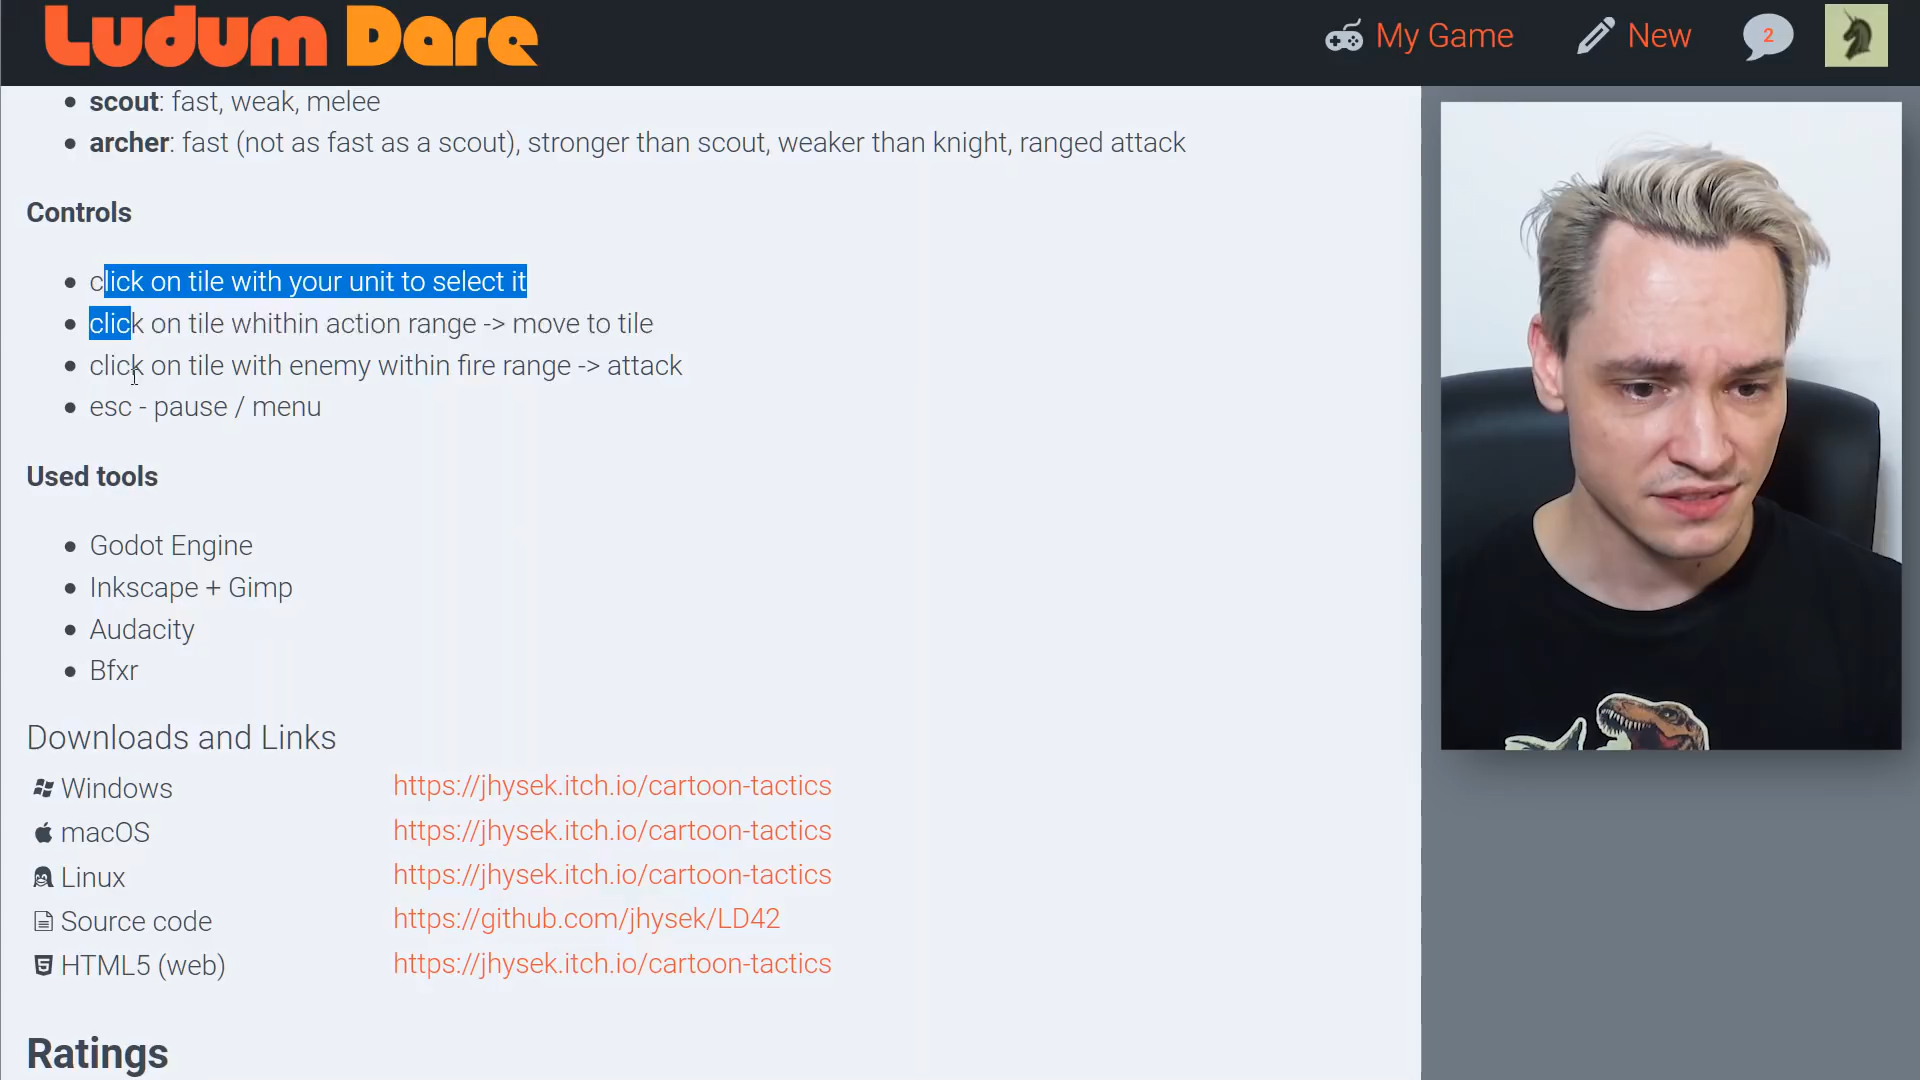 Ludum Dare
My Game
New
2
scout: fast, weak, melee
archer: fast (not as fast as a scout), stronger than scout, weaker than knight, ranged attack
Controls
click on tile with your unit to select it
click on tile whithin action range -> move to tile
click on tile with enemy within fire range -> attack
esc - pause / menu
Used tools
Godot Engine
Inkscape + Gimp
Audacity
Bfxr
Downloads and Links
Windows https://jhysek.itch.io/cartoon-tactics
macOS https://jhysek.itch.io/cartoon-tactics
Linux https://jhysek.itch.io/cartoon-tactics
Source code https://github.com/jhysek/LD42
HTML5 (web) https://jhysek.itch.io/cartoon-tactics
Ratings